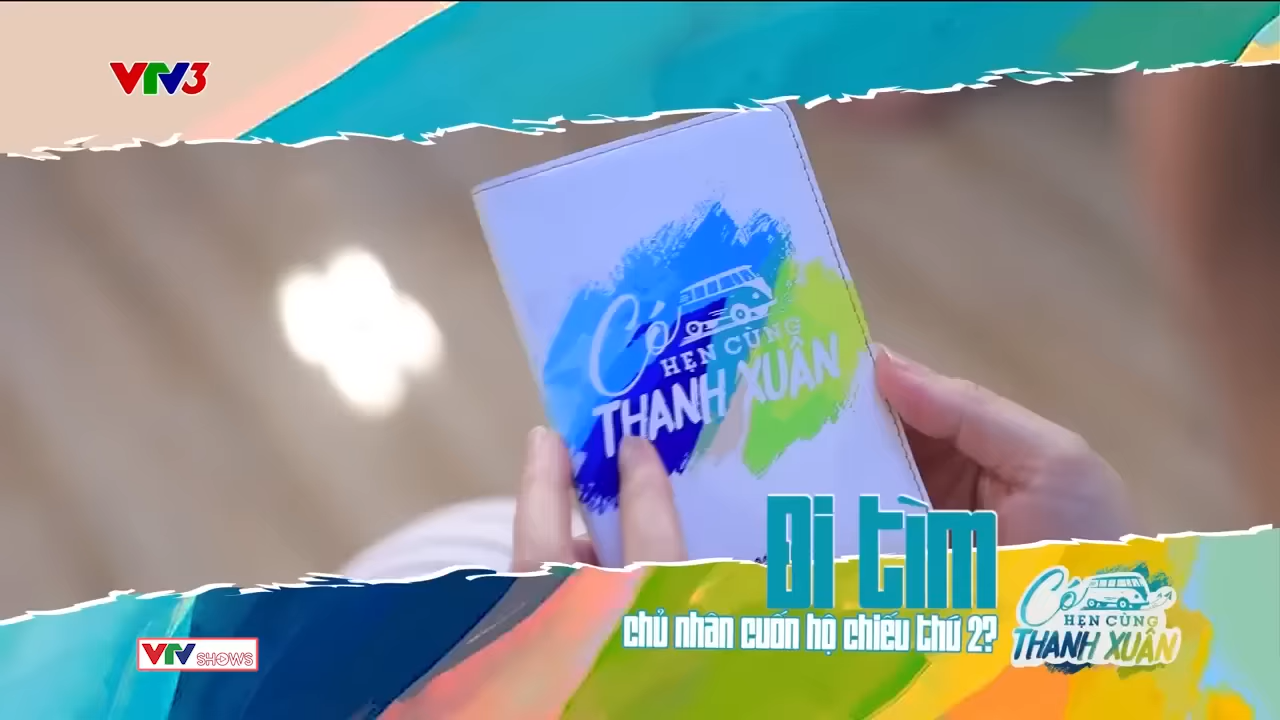 VTV3
Có
HẸN CÙNG
THANH XUÂN
Đi tìm
chủ nhân cuốn hộ chiếu thứ 2?
Có
HẸN CÙNG
THANH XUÂN
VTV SHOWS